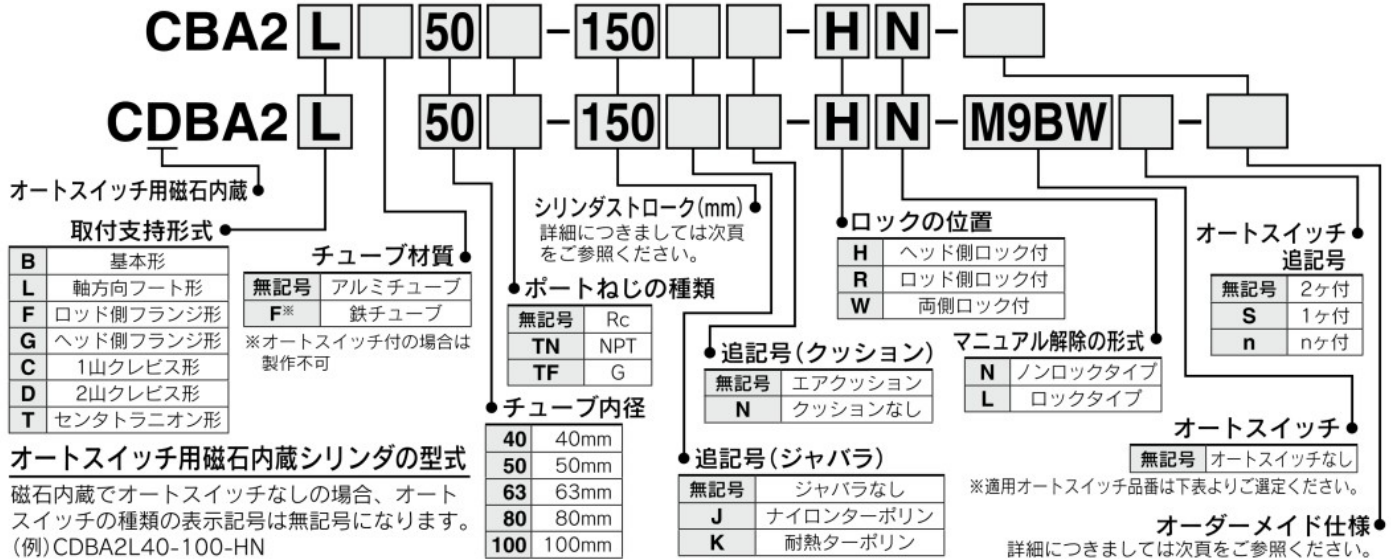 CBA2 L 50 -150 -H N-
CDBA2 L 50 -150 -H N-M9BW -
オートスイッチ用磁石内蔵
取付支持形式
B 基本形
L 軸方向フート形
F ロッド側フランジ形
G ヘッド側フランジ形
C 1山クレビス形
D 2山クレビス形
T センタトラニオン形
チューブ材質
無記号 アルミチューブ
F※ 鉄チューブ
※オートスイッチ付の場合は
製作不可
シリンダストローク(mm)
詳細につきましては次頁
をご参照ください。
ポートねじの種類
無記号 Rc
TN NPT
TF G
チューブ内径
40 40mm
50 50mm
63 63mm
80 80mm
100 100mm
ロックの位置
H ヘッド側ロック付
R ロッド側ロック付
W 両側ロック付
追記号(クッション)
無記号 エアクッション
N クッションなし
追記号(ジャバラ)
無記号 ジャバラなし
J ナイロンターポリン
K 耐熱ターポリン
マニュアル解除の形式
N ノンロックタイプ
L ロックタイプ
オートスイッチ
追記号
無記号 2ヶ付
S 1ヶ付
n nヶ付
オートスイッチ
無記号 オートスイッチなし
※適用オートスイッチ品番は下表よりご選定ください。
オーダーメイド仕様
詳細につきましては次頁をご参照ください。
オートスイッチ用磁石内蔵シリンダの型式
磁石内蔵でオートスイッチなしの場合、オート
スイッチの種類の表示記号は無記号になります。
(例)CDBA2L40-100-HN